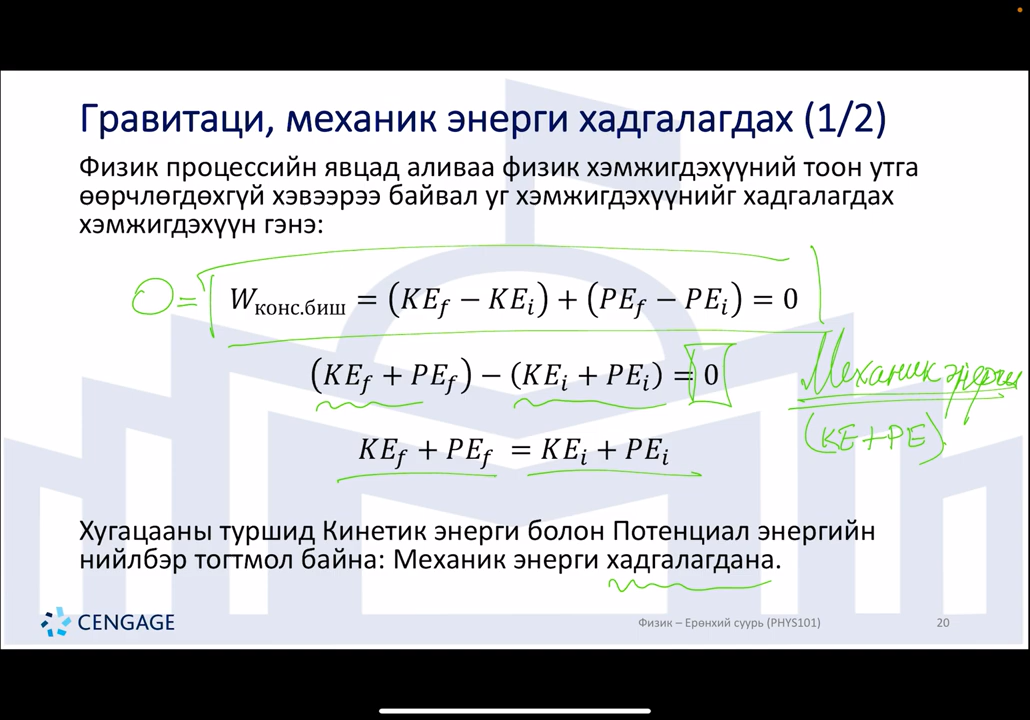 Гравитаци, механик энерги хадгалагдах (1/2)
Физик процессийн явцад аливаа физик хэмжигдэхүүний тоон утга
өөрчлөгдөхгүй хэвээрээ байвал уг хэмжигдэхүүнийг хадгалагдах
хэмжигдэхүүн гэнэ:
0 = W_конс.биш = (KE_f − KE_i) + (PE_f − PE_i) = 0
(KE_f + PE_f) − (KE_i + PE_i) = 0
Механик энерги
KE_f + PE_f = KE_i + PE_i
(KE+PE)
Хугацааны туршид Кинетик энерги болон Потенциал энергийн
нийлбэр тогтмол байна: Механик энерги хадгалагдана.
CENGAGE
Физик – Ерөнхий суурь (PHYS101)
20